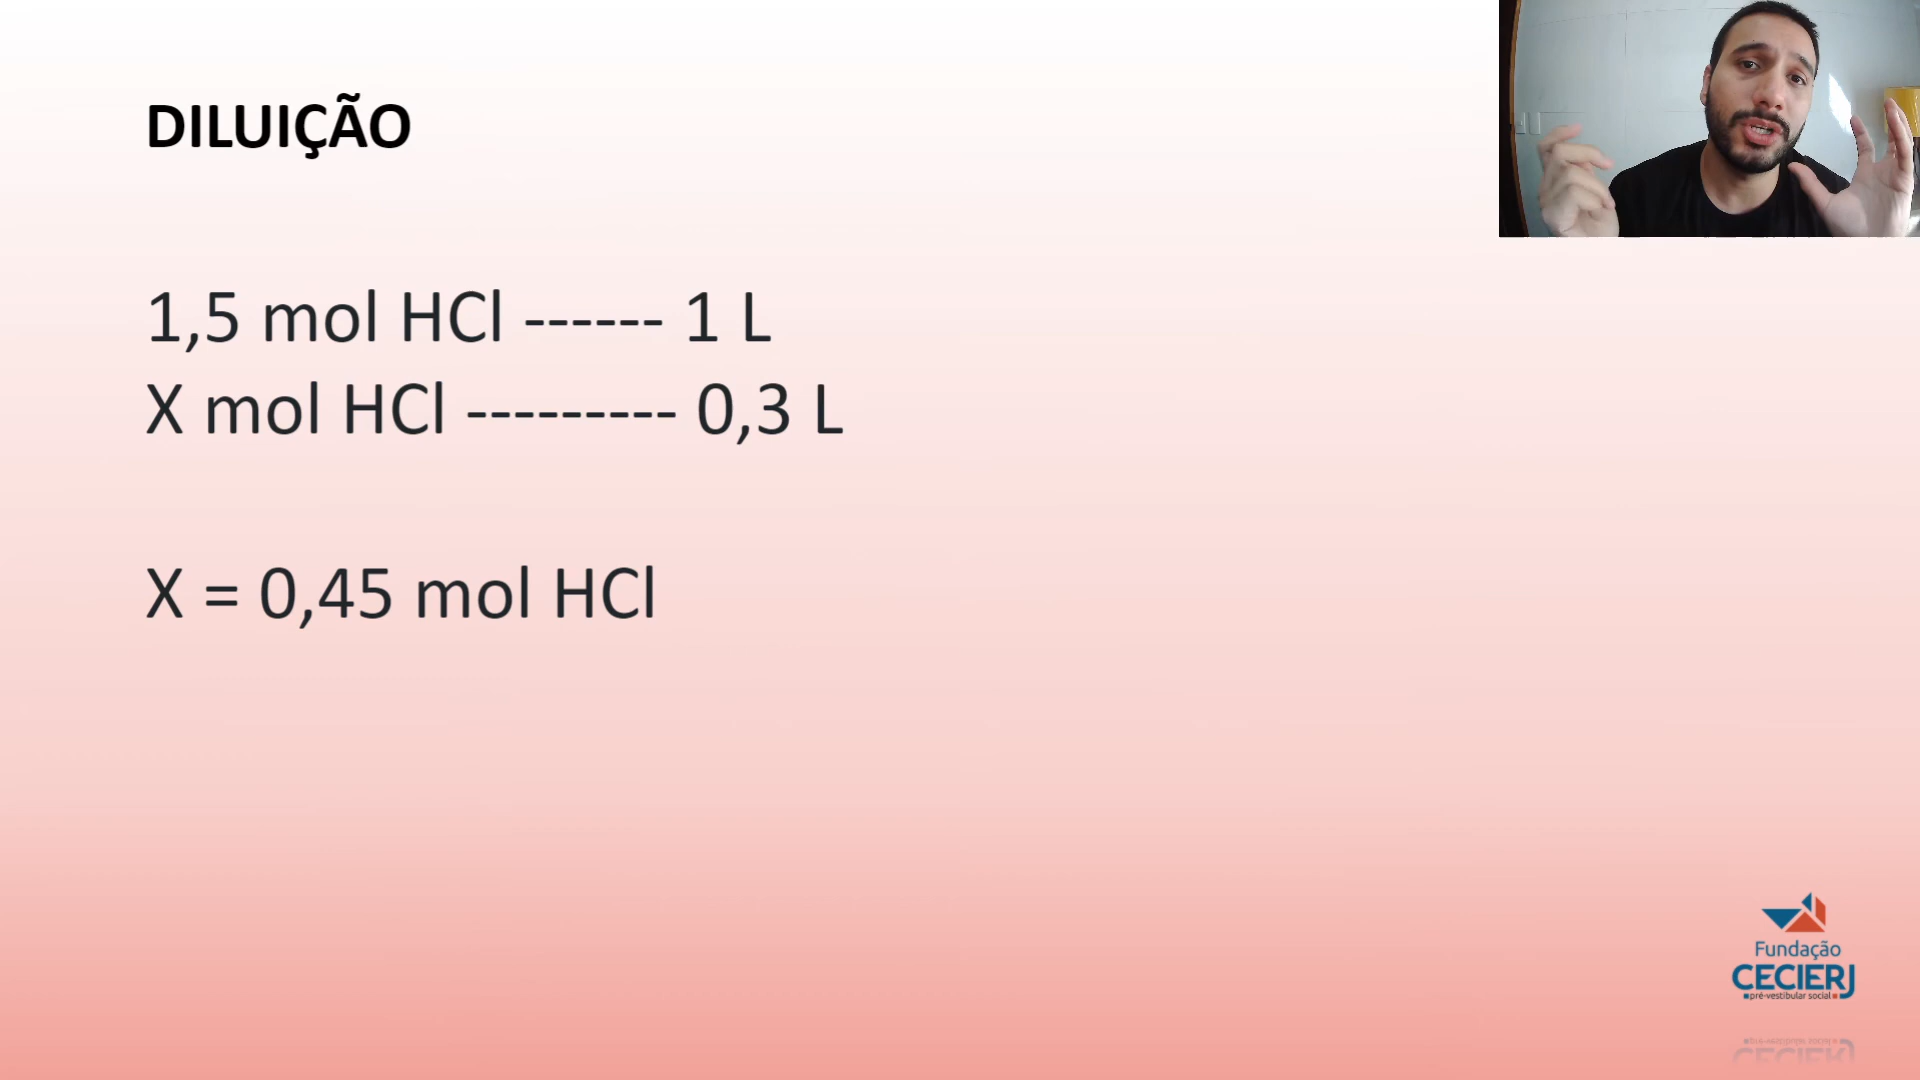 DILUIÇÃO
1,5 mol HCl ------ 1 L
X mol HCl --------- 0,3 L
X = 0,45 mol HCl
Fundação
CECIERJ
pré-vestibular social